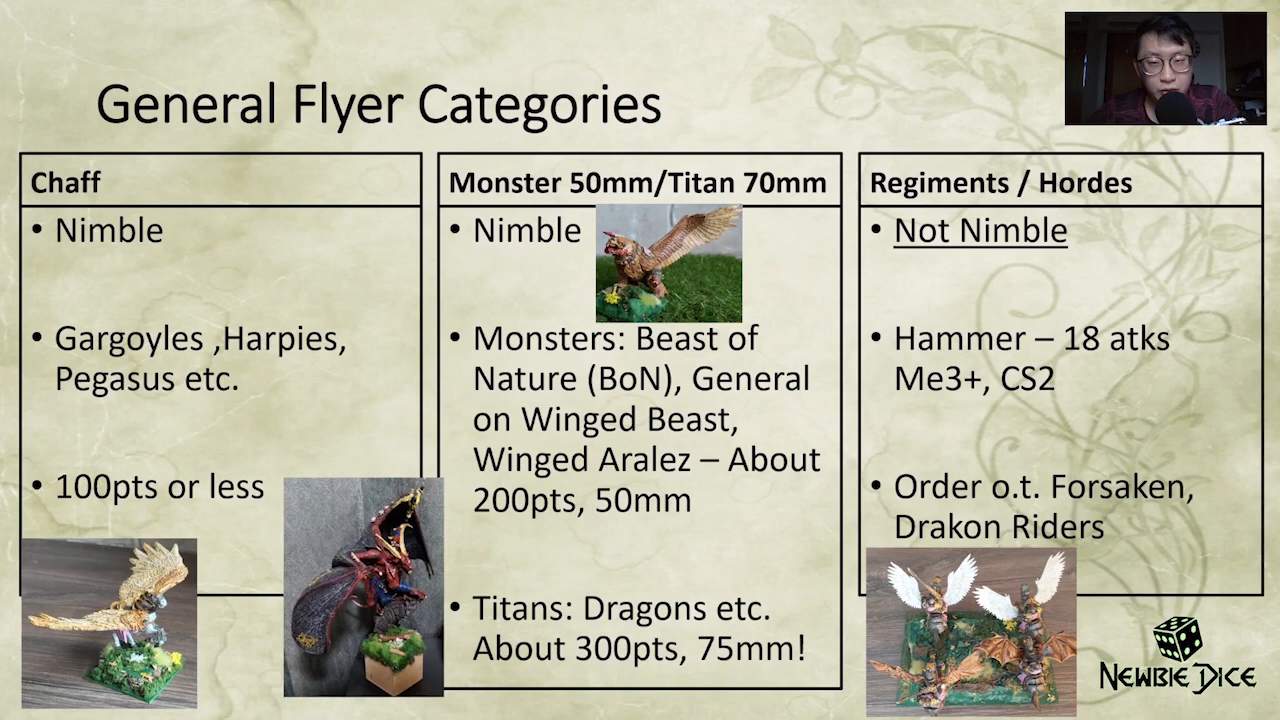 General Flyer Categories
Chaff
• Nimble
• Gargoyles ,Harpies,
Pegasus etc.
• 100pts or less
Monster 50mm/Titan 70mm
• Nimble
• Monsters: Beast of
Nature (BoN), General
on Winged Beast,
Winged Aralez – About
200pts, 50mm
• Titans: Dragons etc.
About 300pts, 75mm!
Regiments / Hordes
• Not Nimble
• Hammer – 18 atks
Me3+, CS2
• Order o.t. Forsaken,
Drakon Riders
Newbie Dice